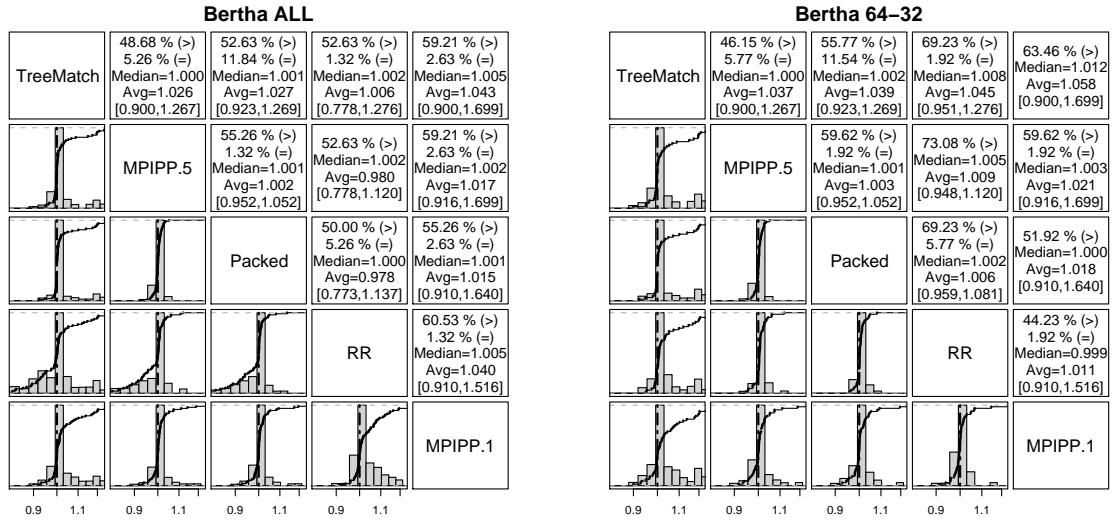 Bertha ALL
TreeMatch
48.68 % (>)
5.26 % (=)
Median=1.000
Avg=1.026
[0.900,1.267]
52.63 % (>)
11.84 % (=)
Median=1.001
Avg=1.027
[0.923,1.269]
52.63 % (>)
1.32 % (=)
Median=1.002
Avg=1.006
[0.778,1.276]
59.21 % (>)
2.63 % (=)
Median=1.005
Avg=1.043
[0.900,1.699]
MPIPP.5
55.26 % (>)
1.32 % (=)
Median=1.001
Avg=1.002
[0.952,1.052]
52.63 % (>)
Median=1.002
Avg=0.980
[0.778,1.120]
59.21 % (>)
2.63 % (=)
Median=1.002
Avg=1.017
[0.916,1.699]
Packed
50.00 % (>)
5.26 % (=)
Median=1.000
Avg=0.978
[0.773,1.137]
55.26 % (>)
2.63 % (=)
Median=1.001
Avg=1.015
[0.910,1.640]
RR
60.53 % (>)
1.32 % (=)
Median=1.005
Avg=1.040
[0.910,1.516]
MPIPP.1
0.9 1.1 0.9 1.1 0.9 1.1 0.9 1.1
Bertha 64−32
TreeMatch
46.15 % (>)
5.77 % (=)
Median=1.000
Avg=1.037
[0.900,1.267]
55.77 % (>)
11.54 % (=)
Median=1.002
Avg=1.039
[0.923,1.269]
69.23 % (>)
1.92 % (=)
Median=1.008
Avg=1.045
[0.951,1.276]
63.46 % (>)
Median=1.012
Avg=1.058
[0.900,1.699]
MPIPP.5
59.62 % (>)
1.92 % (=)
Median=1.001
Avg=1.003
[0.952,1.052]
73.08 % (>)
Median=1.005
Avg=1.009
[0.948,1.120]
59.62 % (>)
1.92 % (=)
Median=1.003
Avg=1.021
[0.916,1.699]
Packed
69.23 % (>)
5.77 % (=)
Median=1.002
Avg=1.006
[0.959,1.081]
51.92 % (>)
Median=1.000
Avg=1.018
[0.910,1.640]
RR
44.23 % (>)
1.92 % (=)
Median=0.999
Avg=1.011
[0.910,1.516]
MPIPP.1
0.9 1.1 0.9 1.1 0.9 1.1 0.9 1.1